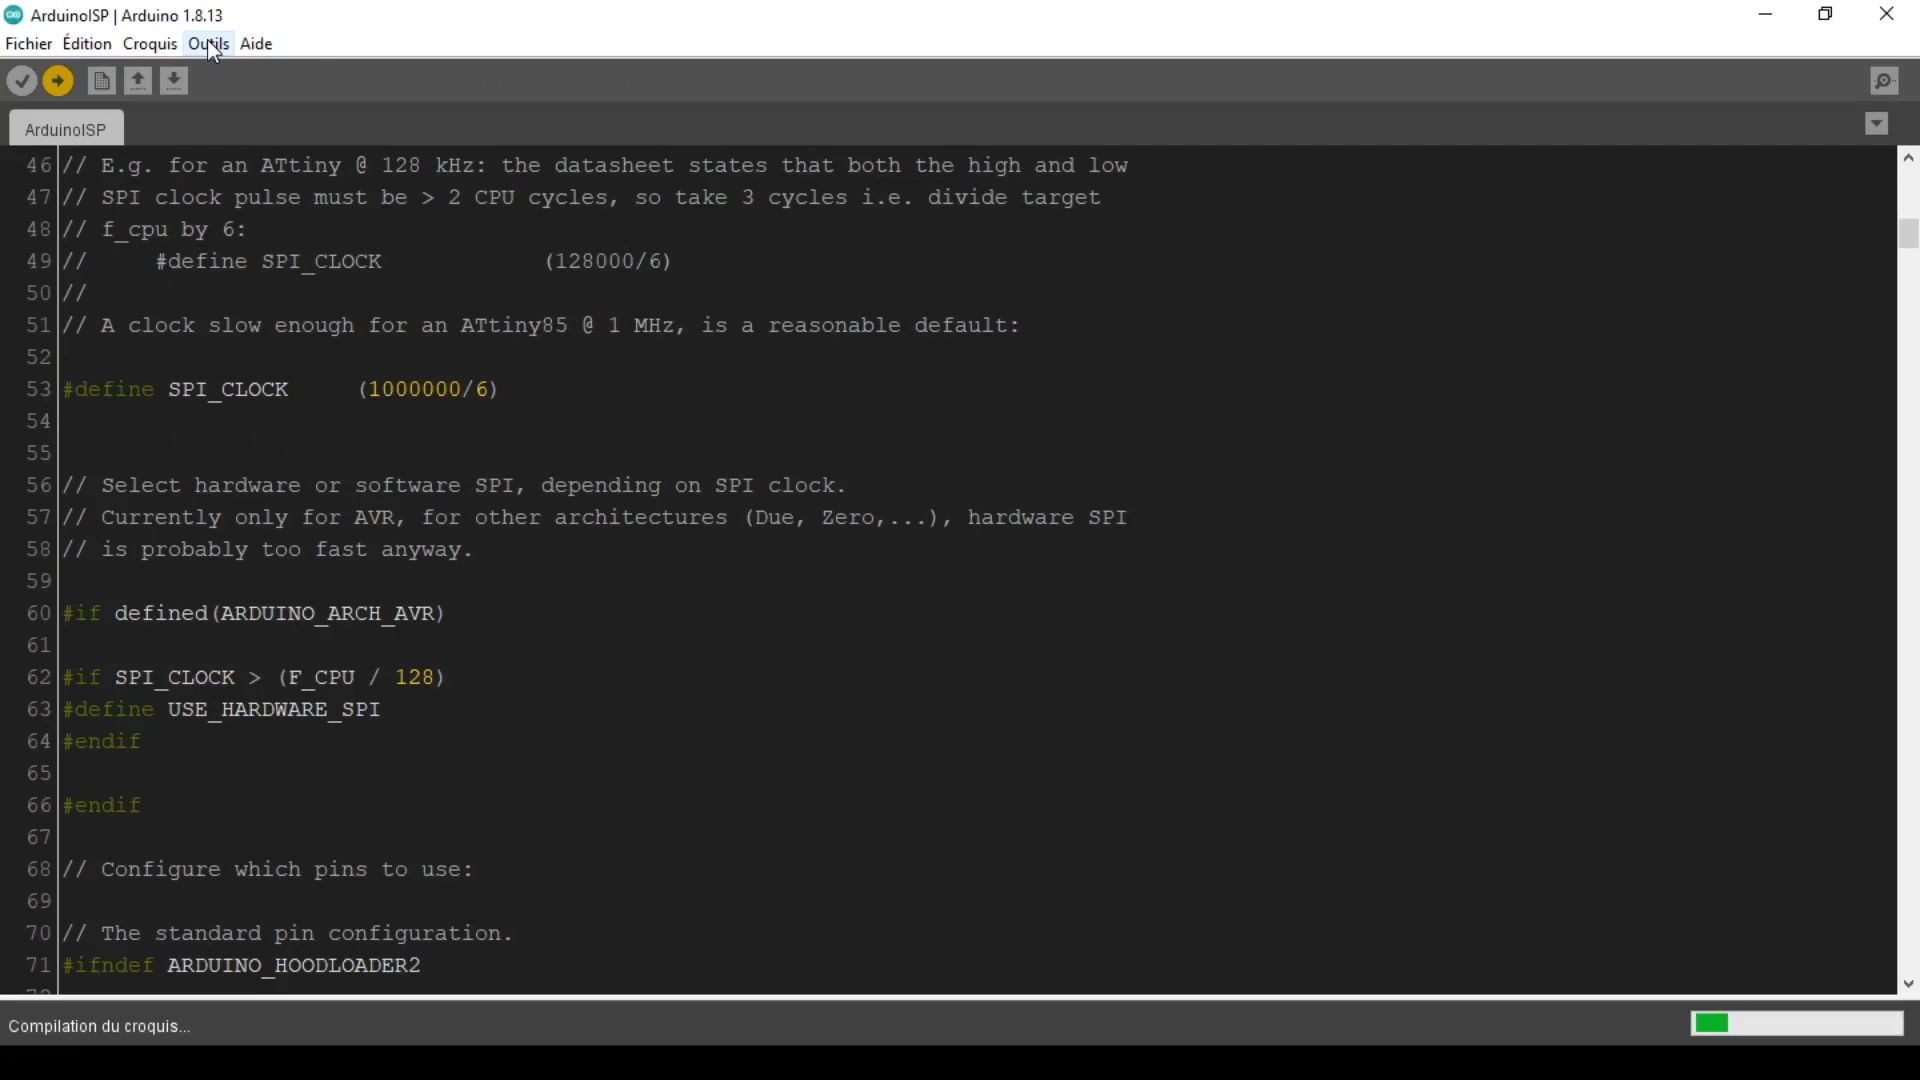 ArduinoISP | Arduino 1.8.13
Fichier Édition Croquis Outils Aide
ArduinoISP
46 // E.g. for an ATtiny @ 128 kHz: the datasheet states that both the high and low
47 // SPI clock pulse must be > 2 CPU cycles, so take 3 cycles i.e. divide target
48 // f_cpu by 6:
49 //     #define SPI_CLOCK            (128000/6)
50 //
51 // A clock slow enough for an ATtiny85 @ 1 MHz, is a reasonable default:
52
53 #define SPI_CLOCK     (1000000/6)
54
55
56 // Select hardware or software SPI, depending on SPI clock.
57 // Currently only for AVR, for other architectures (Due, Zero,...), hardware SPI
58 // is probably too fast anyway.
59
60 #if defined(ARDUINO_ARCH_AVR)
61
62 #if SPI_CLOCK > (F_CPU / 128)
63 #define USE_HARDWARE_SPI
64 #endif
65
66 #endif
67
68 // Configure which pins to use:
69
70 // The standard pin configuration.
71 #ifndef ARDUINO_HOODLOADER2
Compilation du croquis...